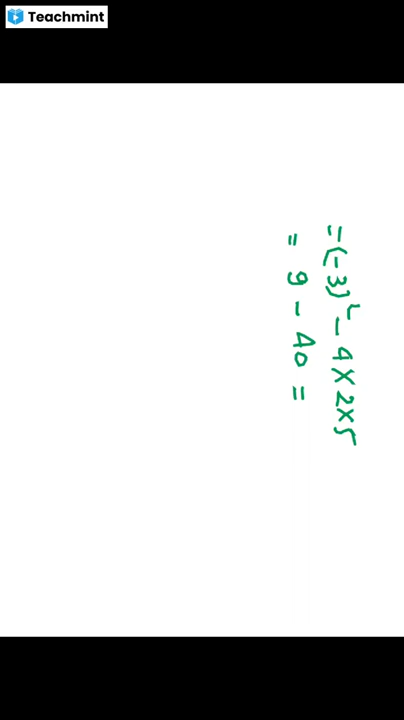 Teachmint
= (-3)² - 4 × 2 × 5
= 9 - 40 =